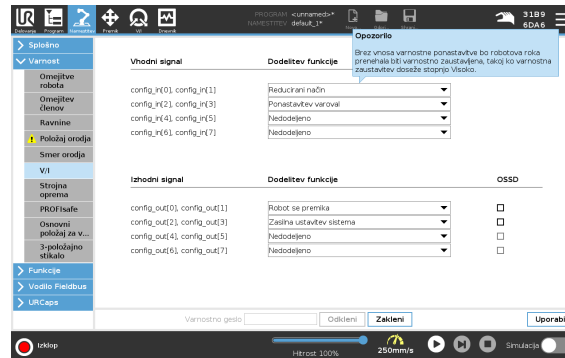 PROGRAM <unnamed>*
NAMESTITEV default_1*
31B9
6DA6
Delovanje Program Namestitev Premik V/I Dnevnik
Opozorilo
Brez vnosa varnostne ponastavitve bo robotova roka
prenehala biti varnostno zaustavljena, takoj ko varnostna
zaustavitev doseže stopnjo Visoko.
Splošno
Varnost
Omejitve
robota
Omejitev
členov
Ravnine
Položaj orodja
Smer orodja
V/I
Strojna
oprema
PROFIsafe
Osnovni
položaj za v...
3-položajno
stikalo
Funkcije
Vodilo Fieldbus
URCaps
Vhodni signal Dodelitev funkcije
config_in[0], config_in[1] Reducirani način
config_in[2], config_in[3] Ponastavitev varoval
config_in[4], config_in[5] Nedodeljeno
config_in[6], config_in[7] Nedodeljeno
Izhodni signal Dodelitev funkcije OSSD
config_out[0], config_out[1] Robot se premika
config_out[2], config_out[3] Zasilna ustavitev sistema
config_out[4], config_out[5] Nedodeljeno
config_out[6], config_out[7] Nedodeljeno
Varnostno geslo Odkleni Zakleni Uporabi
Izklop
Hitrost 100%
250mm/s
Simulacija